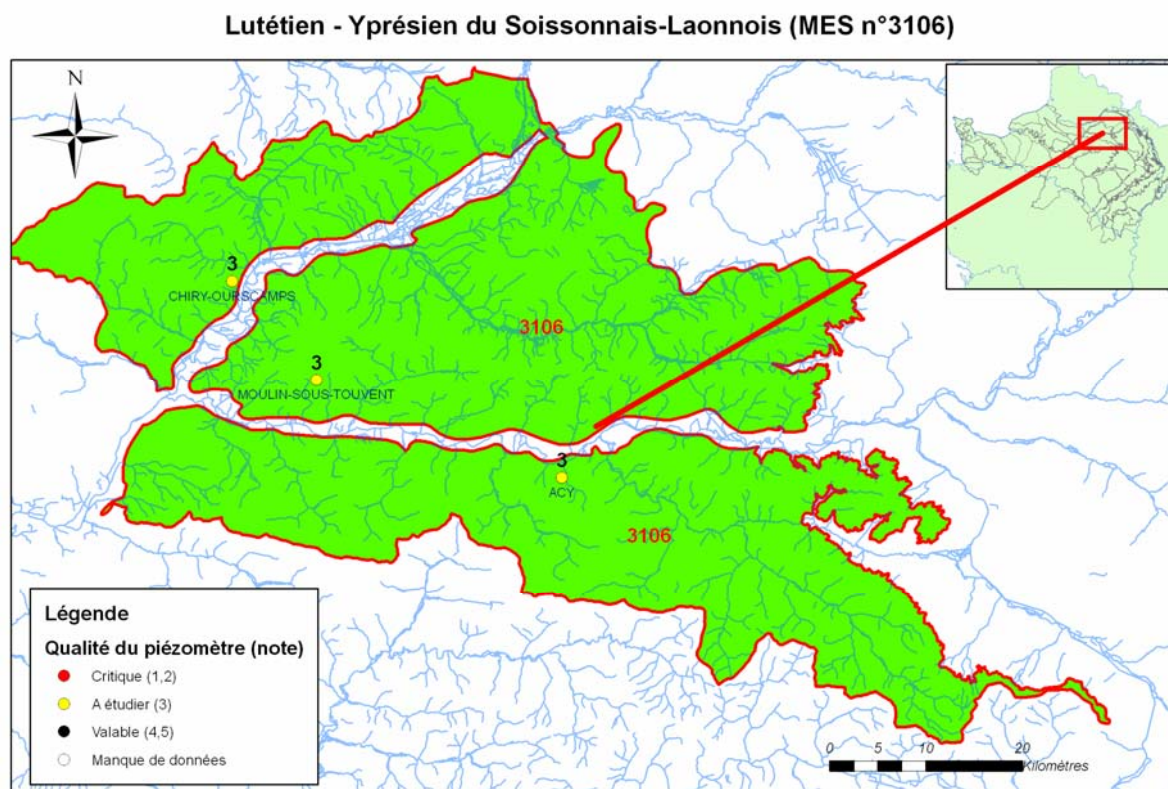 Lutétien - Yprésien du Soissonnais-Laonnois (MES n°3106)
N
3
CHIRY-OURSCAMPS
3106
3
MOULIN-SOUS-TOUVENT
3
ACY
3106
Légende
Qualité du piézomètre (note)
Critique (1,2)
A étudier (3)
Valable (4,5)
Manque de données
0 5 10 20
Kilomètres